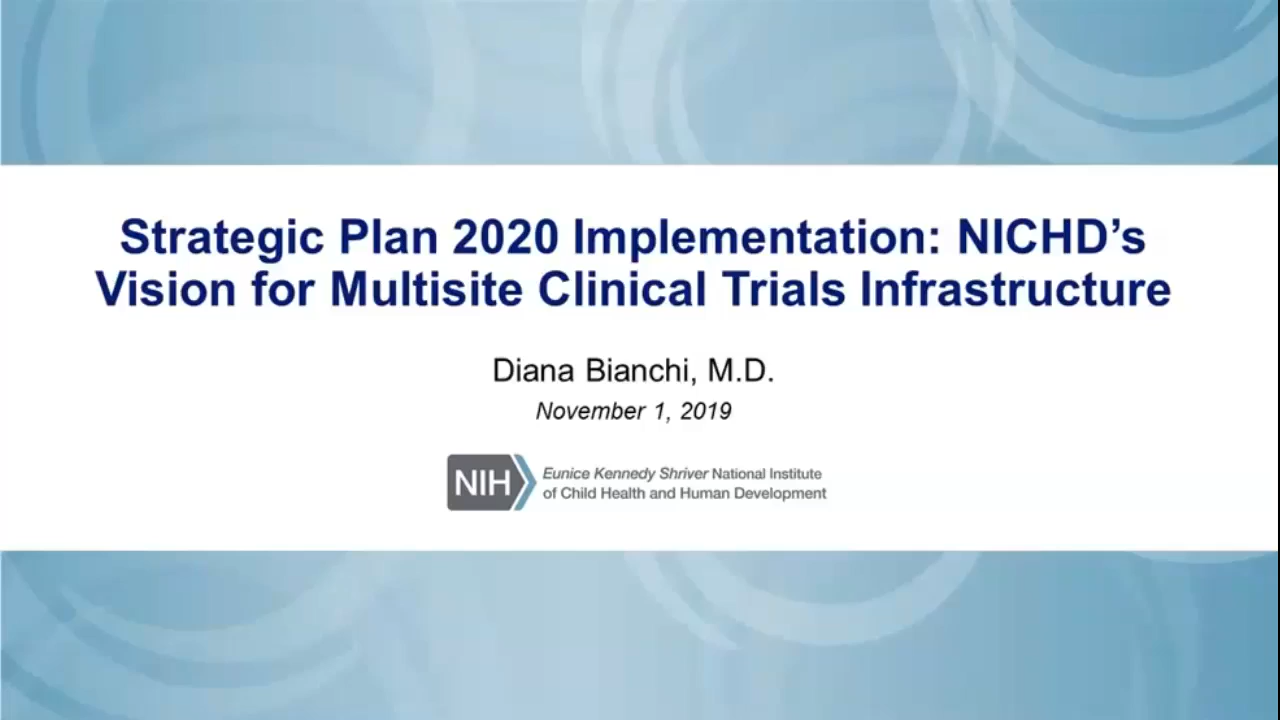 Strategic Plan 2020 Implementation: NICHD’s
Vision for Multisite Clinical Trials Infrastructure
Diana Bianchi, M.D.
November 1, 2019
NIH
Eunice Kennedy Shriver National Institute
of Child Health and Human Development